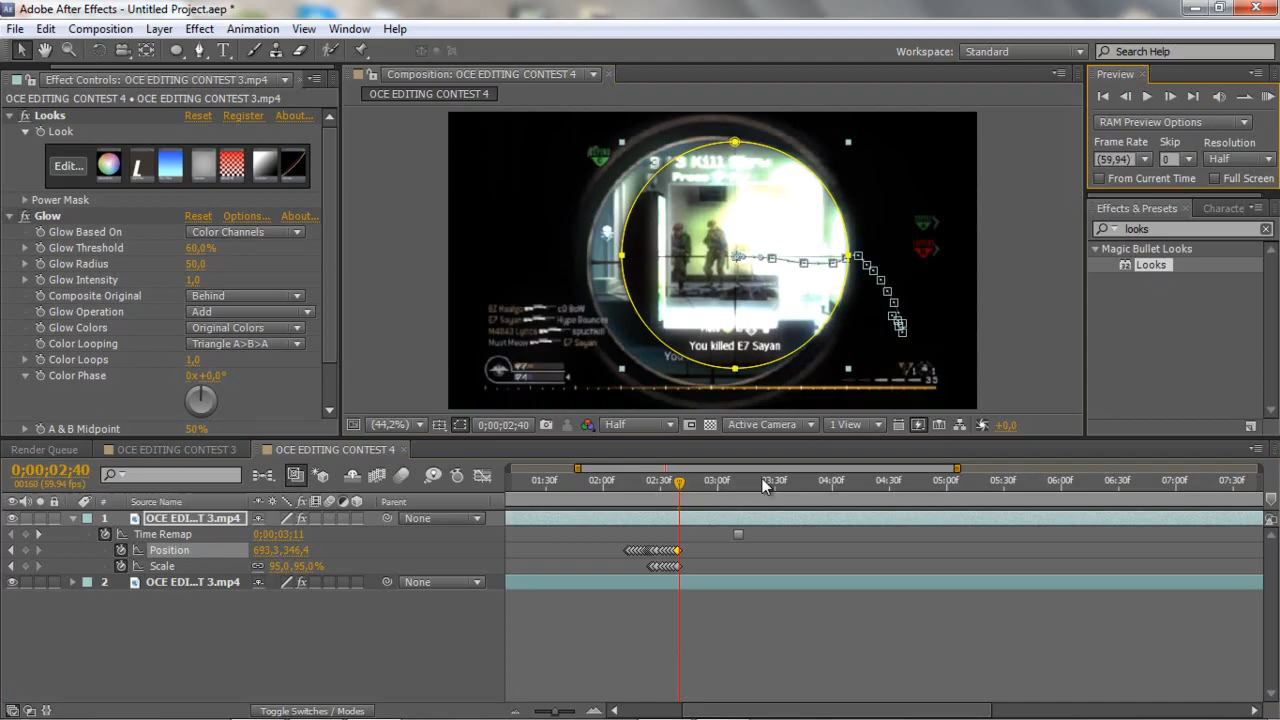 Adobe After Effects - Untitled Project.aep *
File Edit Composition Layer Effect Animation View Window Help
Workspace: Standard Search Help
Effect Controls: OCE EDITING CONTEST 3.mp4
OCE EDITING CONTEST 4 • OCE EDITING CONTEST 3.mp4
Looks Reset Register About...
Look
Edit...
Power Mask
Glow Reset Options... About...
Glow Based On Color Channels
Glow Threshold 60,0%
Glow Radius 50,0
Glow Intensity 1,0
Composite Original Behind
Glow Operation Add
Glow Colors Original Colors
Color Looping Triangle A>B>A
Color Loops 1,0
Color Phase 0x+0,0°
A & B Midpoint 50%
Composition: OCE EDITING CONTEST 4
OCE EDITING CONTEST 4
You killed E7 Sayan
(44,2%) 0;00;02;40 Half Active Camera 1 View +0,0
Preview
RAM Preview Options
Frame Rate Skip Resolution
(59,94) 0 Half
From Current Time Full Screen
Effects & Presets Characte
looks
Magic Bullet Looks
Looks
Render Queue OCE EDITING CONTEST 3 OCE EDITING CONTEST 4
0;00;02;40
00160 (59.94 fps)
01:30f 02:00f 02:30f 03:00f 03:30f 04:00f 04:30f 05:00f 05:30f 06:00f 06:30f 07:00f 07:30f
# Source Name Parent
1 OCE EDI...T 3.mp4 None
Time Remap 0;00;03;11
Position 693,3,346,4
Scale 95,0,95,0%
2 OCE EDI...T 3.mp4 None
Toggle Switches / Modes